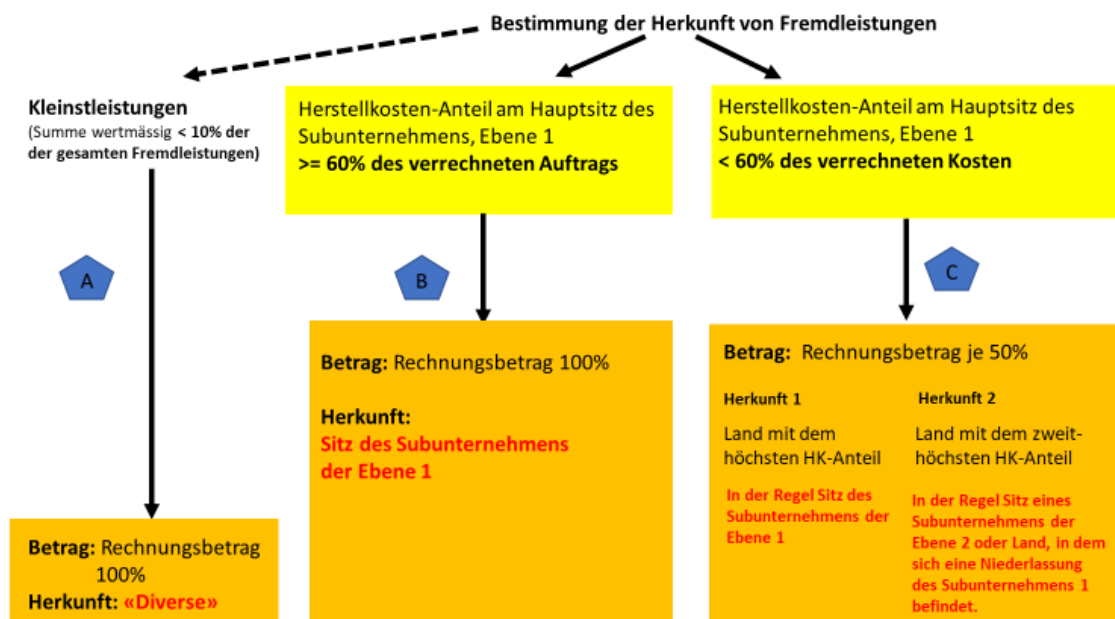 Bestimmung der Herkunft von Fremdleistungen
Kleinstleistungen
(Summe wertmässig < 10% der
der gesamten Fremdleistungen)
Herstellkosten-Anteil am Hauptsitz des
Subunternehmens, Ebene 1
>= 60% des verrechneten Auftrags
Herstellkosten-Anteil am Hauptsitz des
Subunternehmens, Ebene 1
< 60% des verrechneten Kosten
A
B
C
Betrag: Rechnungsbetrag
100%
Herkunft: «Diverse»
Betrag: Rechnungsbetrag 100%
Herkunft:
Sitz des Subunternehmens
der Ebene 1
Betrag: Rechnungsbetrag je 50%
Herkunft 1
Land mit dem
höchsten HK-Anteil
In der Regel Sitz des
Subunternehmens der
Ebene 1
Herkunft 2
Land mit dem zweit-
höchsten HK-Anteil
In der Regel Sitz eines
Subunternehmens der
Ebene 2 oder Land, in dem
sich eine Niederlassung
des Subunternehmens 1
befindet.